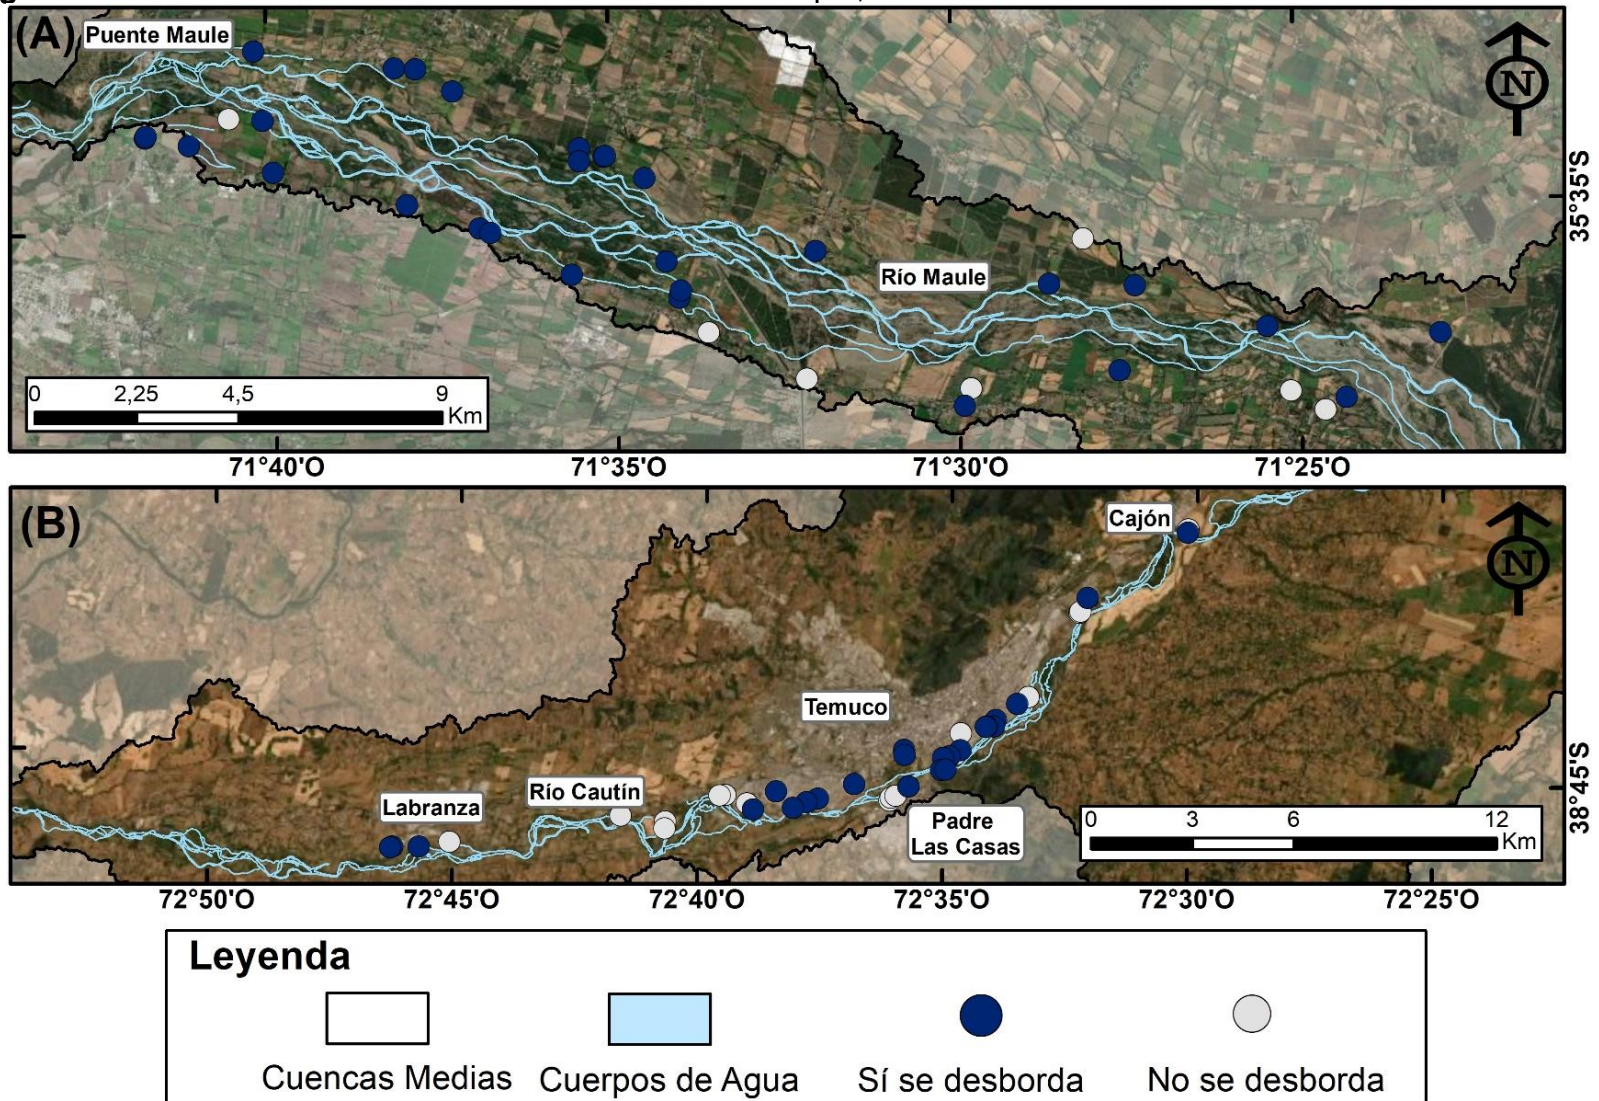 (A)
Puente Maule
N
35°35'S
Río Maule
0 2,25 4,5 9
Km
71°40'O 71°35'O 71°30'O 71°25'O
(B)
Cajón
N
Temuco
Río Cautín
Labranza
38°45'S
Padre
Las Casas
0 3 6 12
Km
72°50'O 72°45'O 72°40'O 72°35'O 72°30'O 72°25'O
Leyenda
Cuencas Medias Cuerpos de Agua Sí se desborda No se desborda